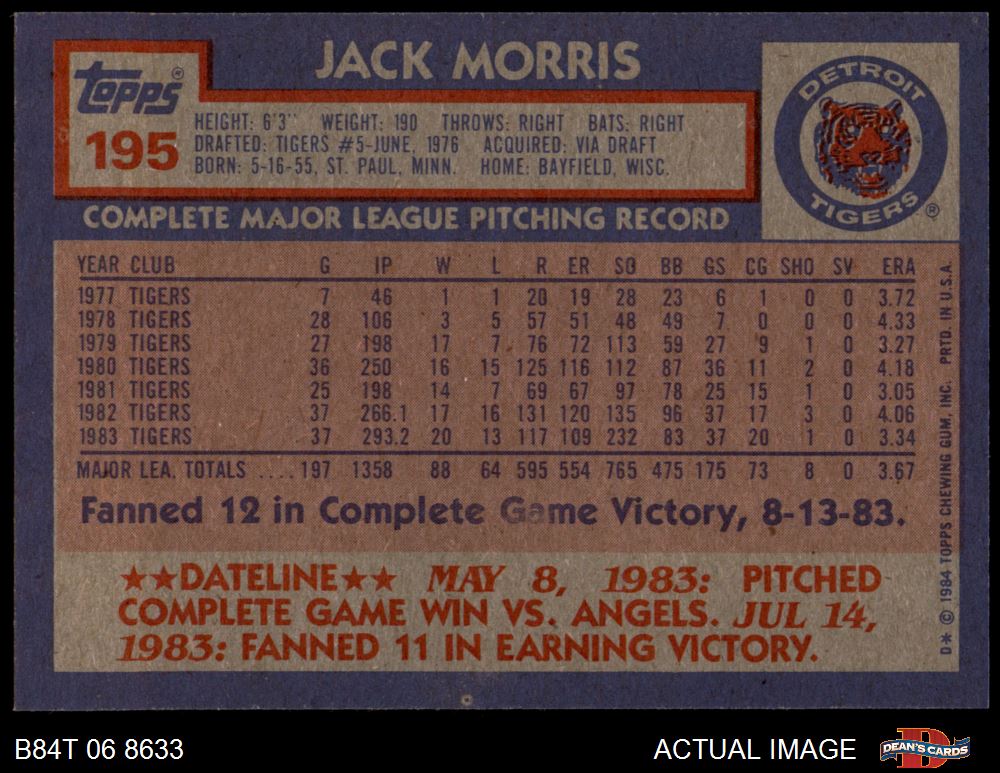 JACK MORRIS
Topps®
195
HEIGHT: 6'3" WEIGHT: 190 THROWS: RIGHT BATS: RIGHT
DRAFTED: TIGERS #5-JUNE, 1976 ACQUIRED: VIA DRAFT
BORN: 5-16-55, ST. PAUL, MINN. HOME: BAYFIELD, WISC.
DETROIT
TIGERS®
COMPLETE MAJOR LEAGUE PITCHING RECORD
YEAR CLUB G IP W L R ER SO BB GS CG SHO SV ERA
1977 TIGERS 7 46 1 1 20 19 28 23 6 1 0 0 3.72
1978 TIGERS 28 106 3 5 57 51 48 49 7 0 0 0 4.33
1979 TIGERS 27 198 17 7 76 72 113 59 27 9 1 0 3.27
1980 TIGERS 36 250 16 15 125 116 112 87 36 11 2 0 4.18
1981 TIGERS 25 198 14 7 69 67 97 78 25 15 1 0 3.05
1982 TIGERS 37 266.1 17 16 131 120 135 96 37 17 3 0 4.06
1983 TIGERS 37 293.2 20 13 117 109 232 83 37 20 1 0 3.34
MAJOR LEA. TOTALS ....197 1358 88 64 595 554 765 475 175 73 8 0 3.67
Fanned 12 in Complete Game Victory, 8-13-83.
★★DATELINE★★ MAY 8, 1983: PITCHED
COMPLETE GAME WIN VS. ANGELS. JUL 14,
1983: FANNED 11 IN EARNING VICTORY.
D* © 1984 TOPPS CHEWING GUM, INC. PRTD. IN U.S.A.
B84T 06 8633
ACTUAL IMAGE
DEAN'S CARDS